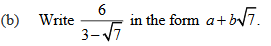 (b) Write 6/(3−√7) in the form a+b√7.